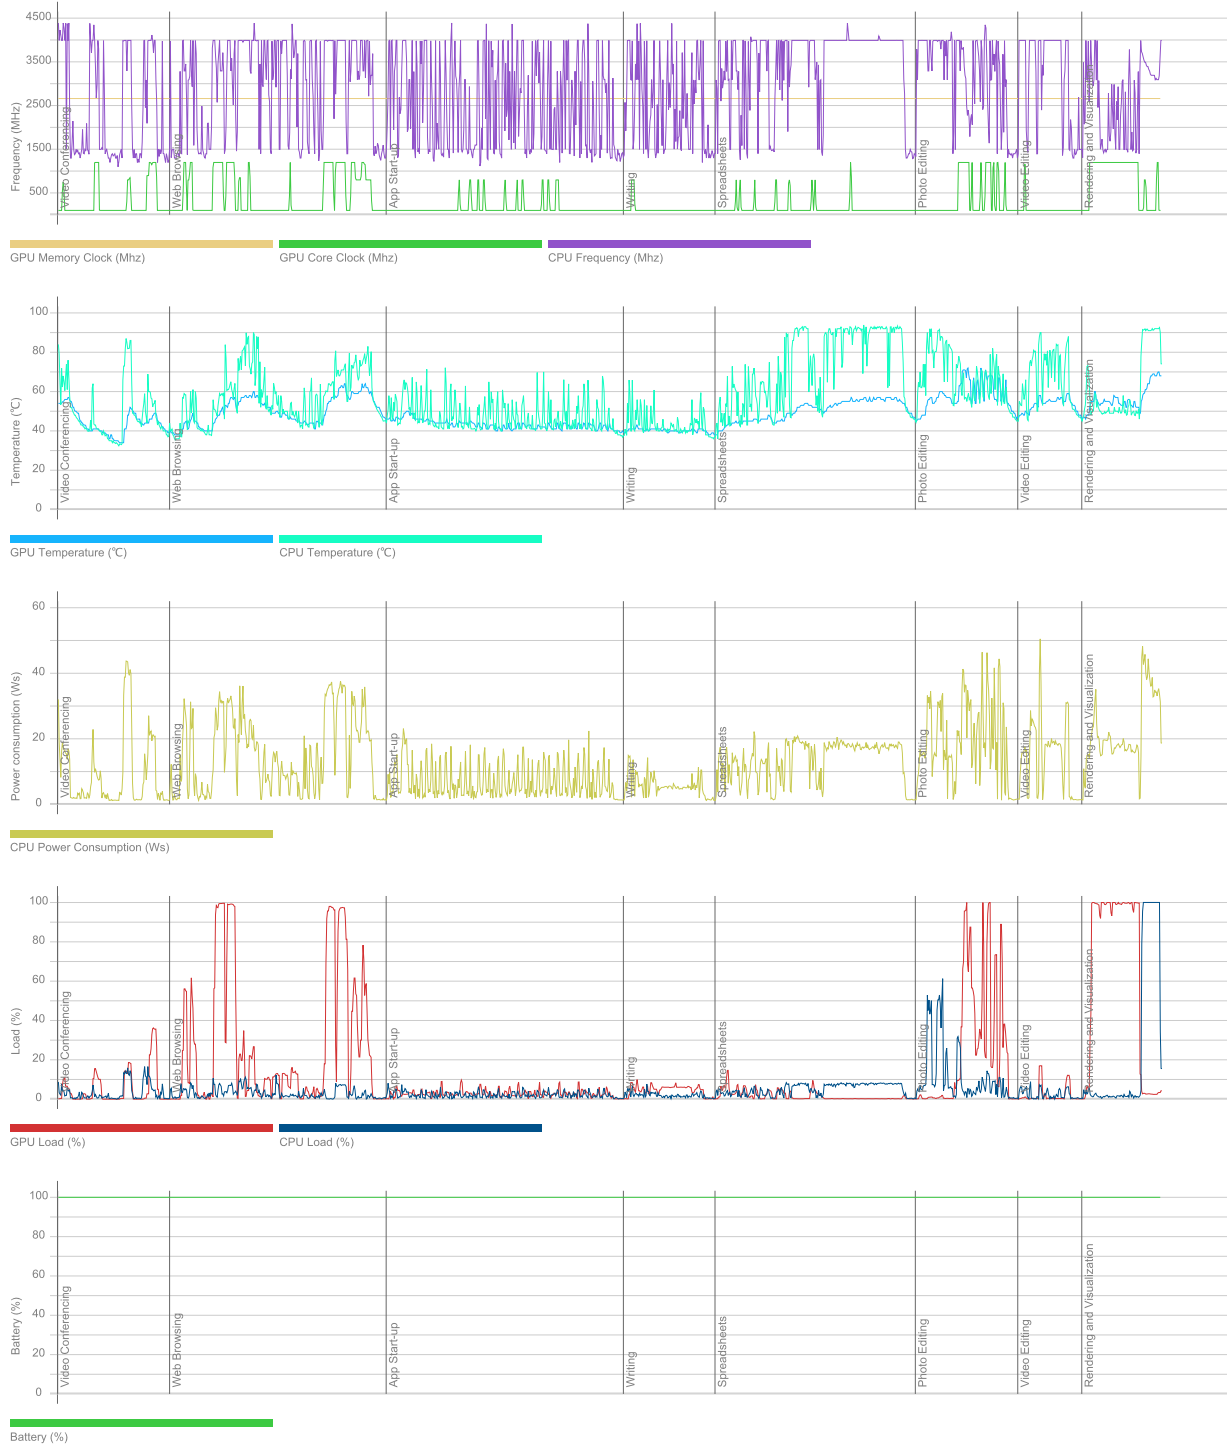 4500
3500
2500
1500
500
Frequency (MHz)
Video Conferencing
Web Browsing
App Start-up
Writing
Spreadsheets
Photo Editing
Video Editing
Rendering and Visualization
GPU Memory Clock (Mhz)
GPU Core Clock (Mhz)
CPU Frequency (Mhz)
100
80
60
40
20
0
Temperature (°C)
Video Conferencing
Web Browsing
App Start-up
Writing
Spreadsheets
Photo Editing
Video Editing
Rendering and Visualization
GPU Temperature (°C)
CPU Temperature (°C)
60
40
20
0
Power consumption (Ws)
Video Conferencing
Web Browsing
App Start-up
Writing
Spreadsheets
Photo Editing
Video Editing
Rendering and Visualization
CPU Power Consumption (Ws)
100
80
60
40
20
0
Load (%)
Video Conferencing
Web Browsing
App Start-up
Writing
Spreadsheets
Photo Editing
Video Editing
Rendering and Visualization
GPU Load (%)
CPU Load (%)
100
80
60
40
20
0
Battery (%)
Video Conferencing
Web Browsing
App Start-up
Writing
Spreadsheets
Photo Editing
Video Editing
Rendering and Visualization
Battery (%)